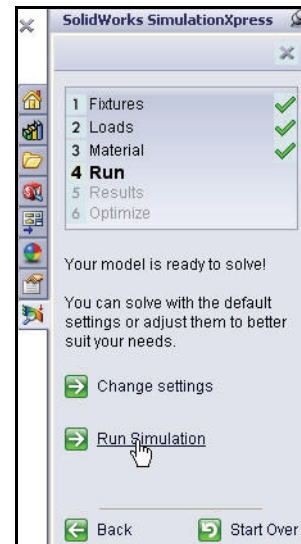 SolidWorks SimulationXpress
1 Fixtures
2 Loads
3 Material
4 Run
5 Results
6 Optimize
Your model is ready to solve!
You can solve with the default
settings or adjust them to better
suit your needs.
Change settings
Run Simulation
Back Start Over